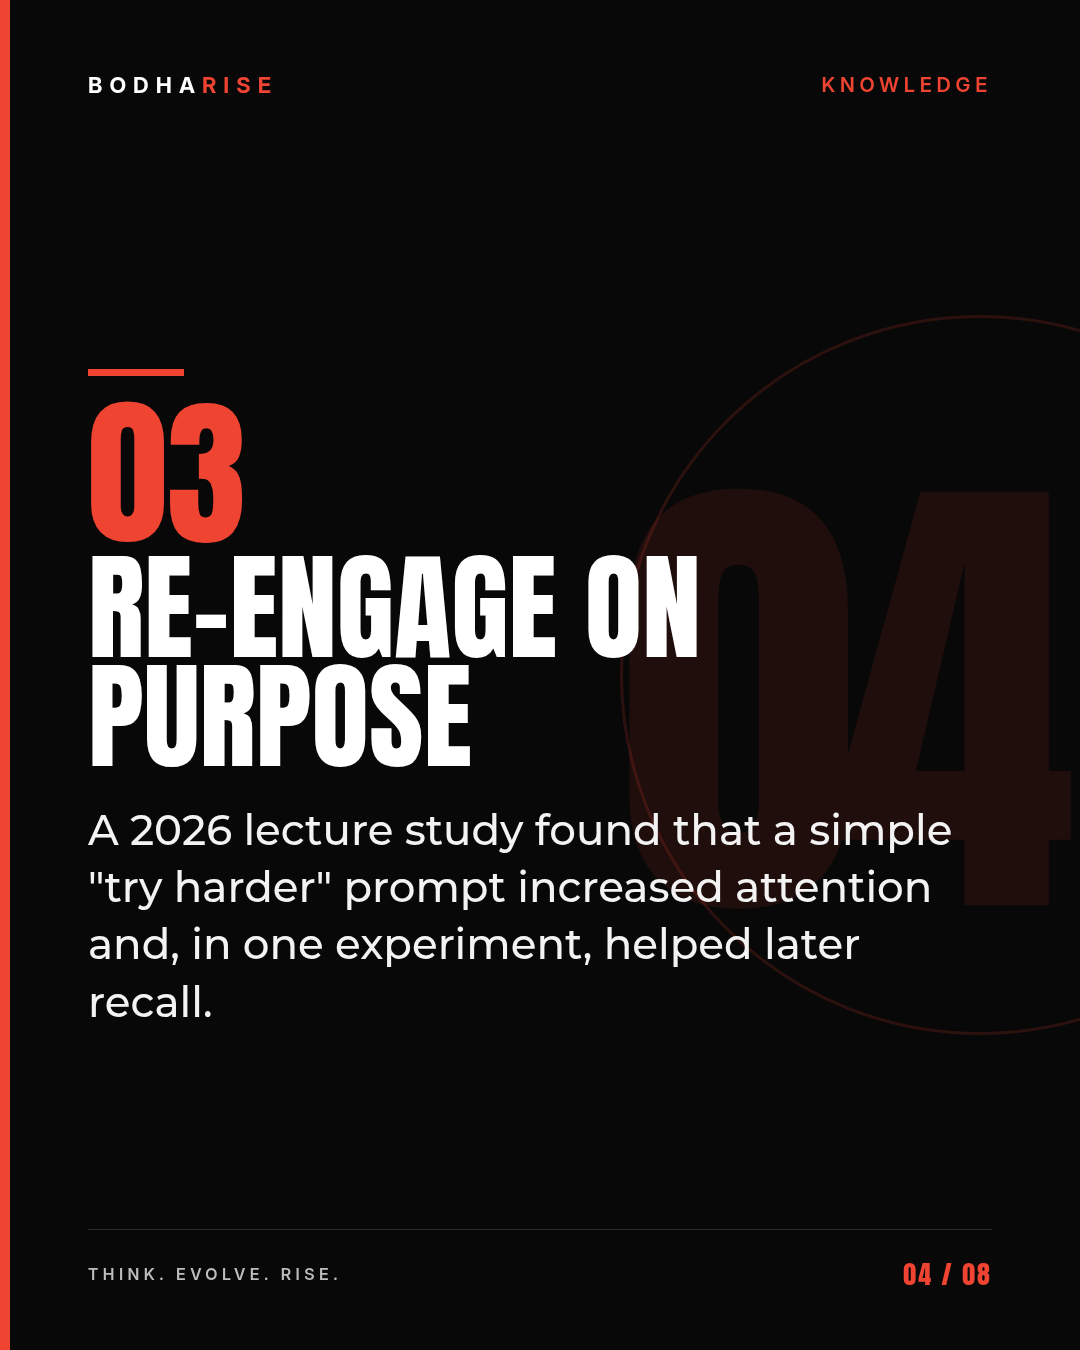 BODHARISE
KNOWLEDGE
03
RE-ENGAGE ON
PURPOSE
04
A 2026 lecture study found that a simple
"try harder" prompt increased attention
and, in one experiment, helped later
recall.
THINK. EVOLVE. RISE.
04 / 08